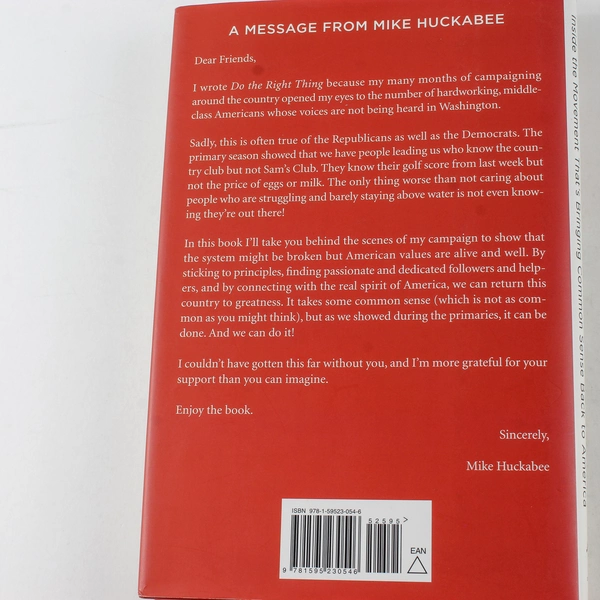 A MESSAGE FROM MIKE HUCKABEE
Dear Friends,
I wrote Do the Right Thing because my many months of campaigning
around the country opened my eyes to the number of hardworking, middle-
class Americans whose voices are not being heard in Washington.
Sadly, this is often true of the Republicans as well as the Democrats. The
primary season showed that we have people leading us who know the coun-
try club but not Sam's Club. They know their golf score from last week but
not the price of eggs or milk. The only thing worse than not caring about
people who are struggling and barely staying above water is not even know-
ing they're out there!
In this book I'll take you behind the scenes of my campaign to show that
the system might be broken but American values are alive and well. By
sticking to principles, finding passionate and dedicated followers and help-
ers, and by connecting with the real spirit of America, we can return this
country to greatness. It takes some common sense (which is not as com-
mon as you might think), but as we showed during the primaries, it can be
done. And we can do it!
I couldn't have gotten this far without you, and I'm more grateful for your
support than you can imagine.
Enjoy the book.
Sincerely,
Mike Huckabee
ISBN 978-1-59523-054-6
52595>
EAN
9 781595 230546
Inside the Movement That's Bringing Common Sense Back to America